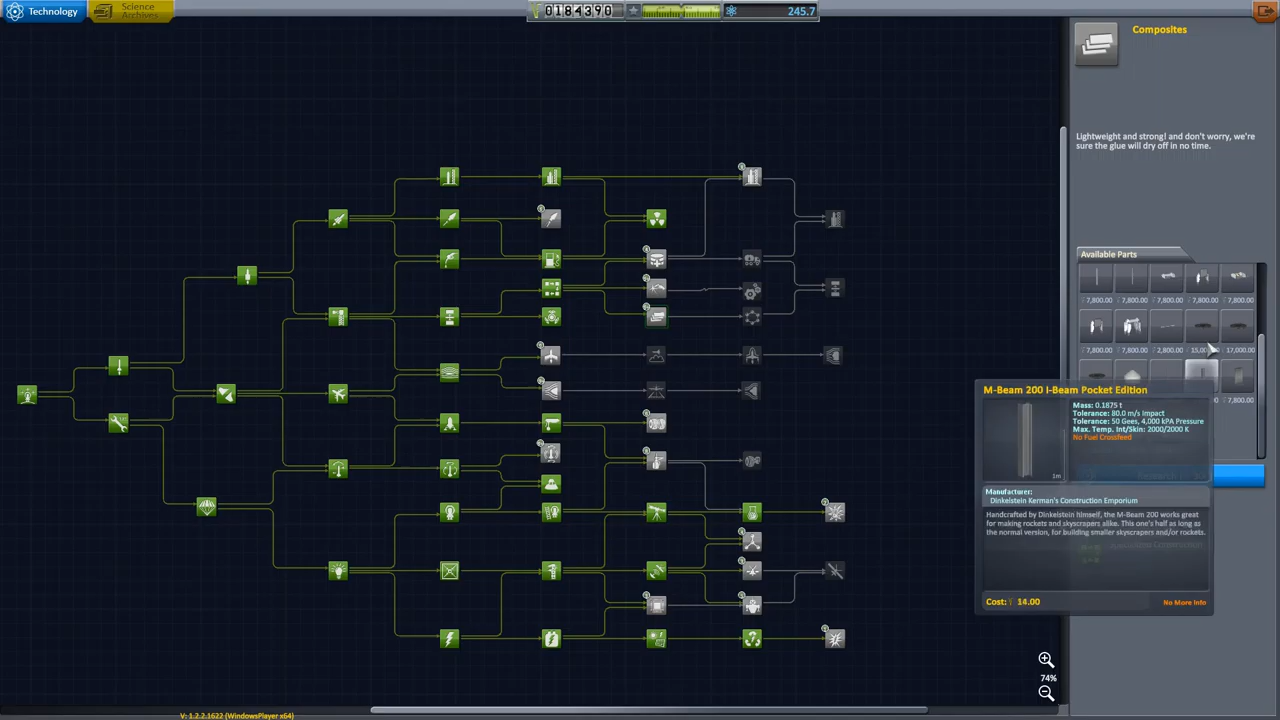 Technology
Science
Archives
0184390
245.7
Composites
Lightweight and strong! and don't worry, we're
sure the glue will dry off in no time.
Available Parts
7,800.00 7,800.00 7,800.00 7,800.00 7,800.00
7,800.00 7,800.00 2,800.00 17,000.00
7,800.00
M-Beam 200 I-Beam Pocket Edition
Mass: 0.1875 t
Tolerance: 80.0 m/s Impact
Tolerance: 50 Gees, 4,000 kPa Pressure
Max. Temp. Int/Skin: 2000/2000 K
No Fuel Crossfeed
1m
Manufacturer:
Dinkelstein Kerman's Construction Emporium
Handcrafted by Dinkelstein himself, the M-Beam 200 works great
for making rockets and skyscrapers alike. This one's half as long as
the normal version, for building smaller skyscrapers and/or rockets.
Cost: 14.00
No More Info
74%
V: 1.2.2.1622 (WindowsPlayer x64)